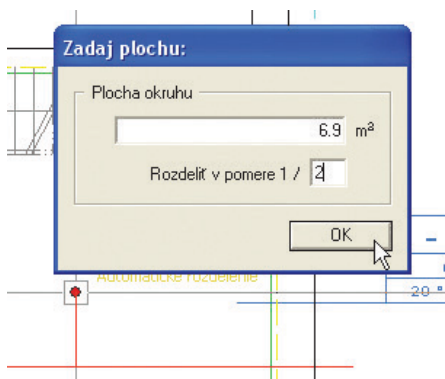 Zadaj plochu:
Plocha okruhu
6.9 m²
Rozdeliť v pomere 1 / 2
OK
Automatické rozdelenie
20 °